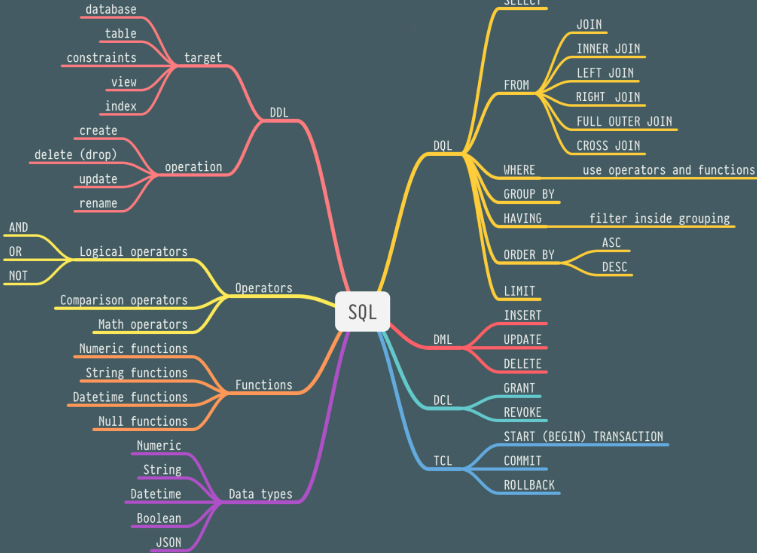 database
table
constraints
view
index
target
create
delete (drop)
update
rename
operation
DDL
AND
OR
NOT
Logical operators
Comparison operators
Math operators
Operators
Numeric functions
String functions
Datetime functions
Null functions
Functions
Numeric
String
Datetime
Boolean
JSON
Data types
SQL
DQL
SELECT
FROM
JOIN
INNER JOIN
LEFT JOIN
RIGHT JOIN
FULL OUTER JOIN
CROSS JOIN
WHERE
use operators and functions
GROUP BY
HAVING
filter inside grouping
ORDER BY
ASC
DESC
LIMIT
DML
INSERT
UPDATE
DELETE
DCL
GRANT
REVOKE
TCL
START (BEGIN) TRANSACTION
COMMIT
ROLLBACK